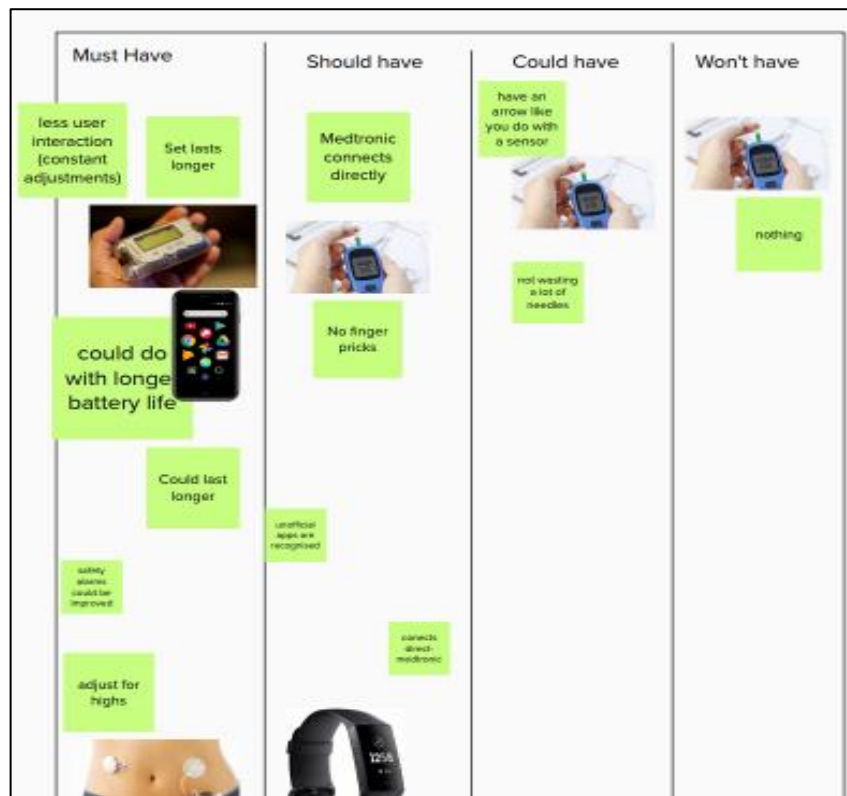 Must Have
less user
interaction
(constant
adjustments)
Set lasts
longer
could do
with longe
battery life
Could last
longer
safety
alarms
could be
improved
adjust for
highs
Should have
Medtronic
connects
directly
No finger
pricks
unofficial
apps are
recognised
conects
direct-
medtronic
Could have
have an
arrow like
you do with
a sensor
not wasting
a lot of
needles
Won't have
nothing